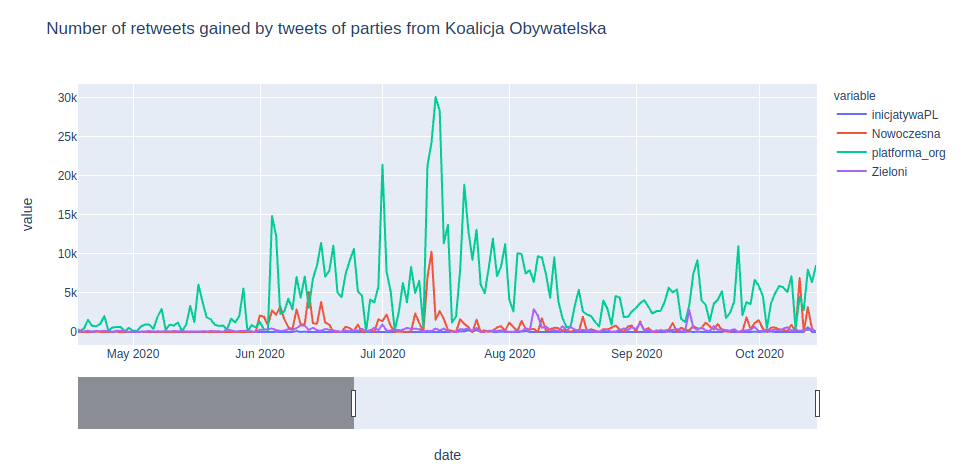 Number of retweets gained by tweets of parties from Koalicja Obywatelska
variable
inicjatywaPL
Nowoczesna
platforma_org
Zieloni
value
30k
25k
20k
15k
10k
5k
0
May 2020
Jun 2020
Jul 2020
Aug 2020
Sep 2020
Oct 2020
date